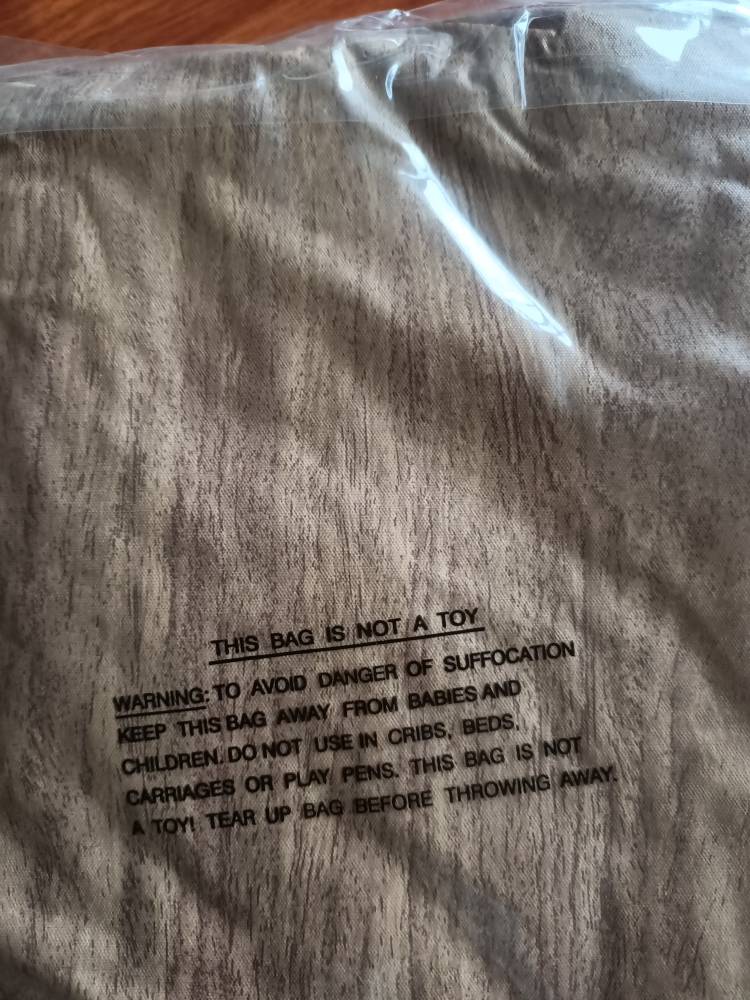 THIS BAG IS NOT A TOY
WARNING: TO AVOID DANGER OF SUFFOCATION
KEEP THIS BAG AWAY FROM BABIES AND
CHILDREN. DO NOT USE IN CRIBS, BEDS,
CARRIAGES OR PLAY PENS. THIS BAG IS NOT
A TOY! TEAR UP BAG BEFORE THROWING AWAY.